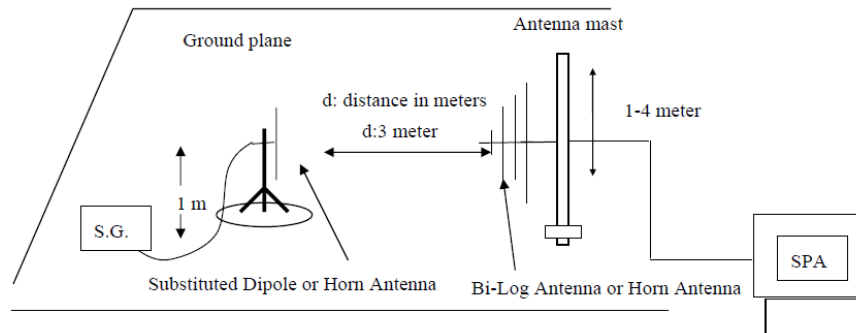 Antenna mast
Ground plane
d: distance in meters
d:3 meter
1-4 meter
1 m
S.G.
SPA
Substituted Dipole or Horn Antenna
Bi-Log Antenna or Horn Antenna